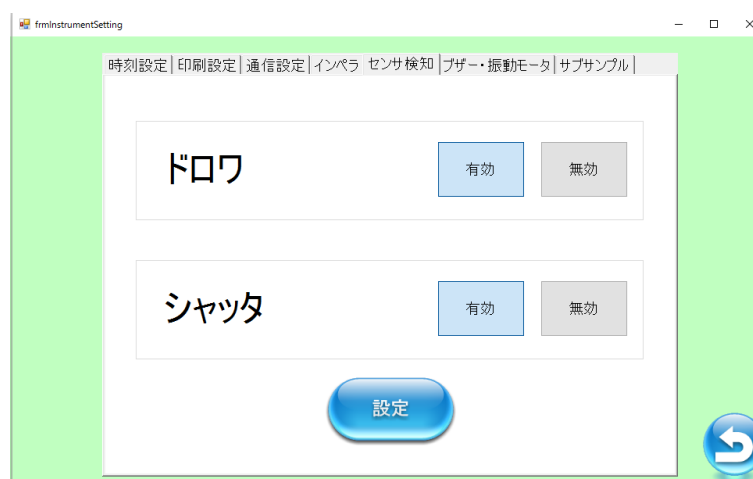 frmInstrumentSetting
時刻設定 印刷設定 通信設定 インペラ センサ検知 ブザー・振動モータ サブサンプル
ドロワ 有効 無効
シャッタ 有効 無効
設定